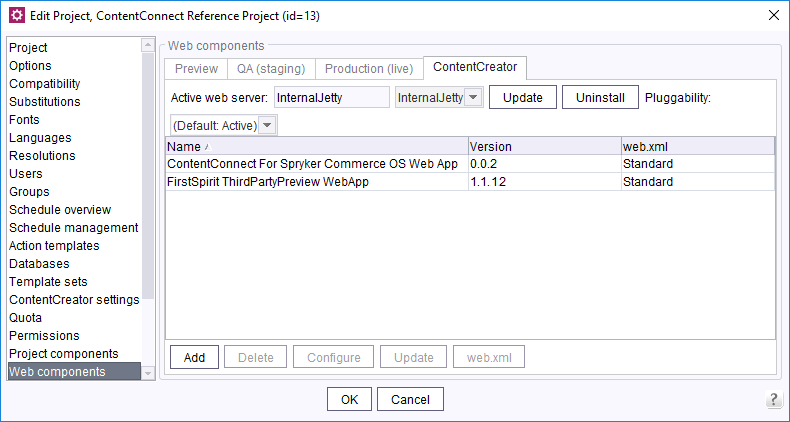 Edit Project, ContentConnect Reference Project (id=13)
Project
Options
Compatibility
Substitutions
Fonts
Languages
Resolutions
Users
Groups
Schedule overview
Schedule management
Action templates
Databases
Template sets
ContentCreator settings
Quota
Permissions
Project components
Web components
Web components
Preview QA (staging) Production (live) ContentCreator
Active web server: InternalJetty InternalJetty Update Uninstall Pluggability:
(Default: Active)
Name Version web.xml
ContentConnect For Spryker Commerce OS Web App 0.0.2 Standard
FirstSpirit ThirdPartyPreview WebApp 1.1.12 Standard
Add Delete Configure Update web.xml
OK Cancel ?